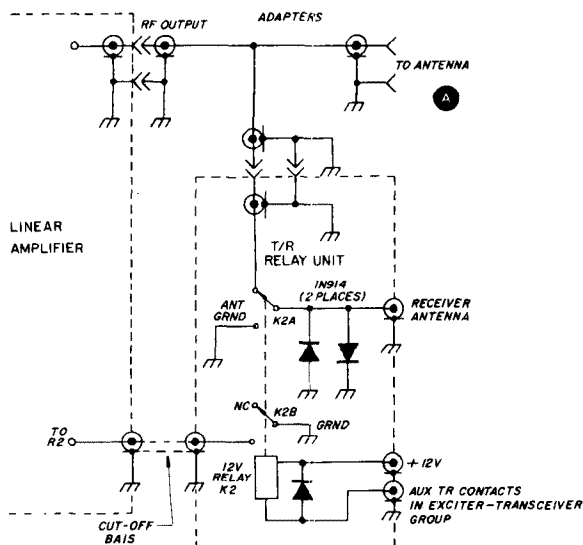 RF OUTPUT
ADAPTERS
TO ANTENNA
A
LINEAR
AMPLIFIER
T/R
RELAY UNIT
IN914
(2 PLACES)
ANT
GRND
K2A
RECEIVER
ANTENNA
NC
K2B
GRND
TO
R2
12V
RELAY
K2
+12V
AUX TR CONTACTS
IN EXCITER-TRANSCEIVER
GROUP
CUT-OFF
BAIS